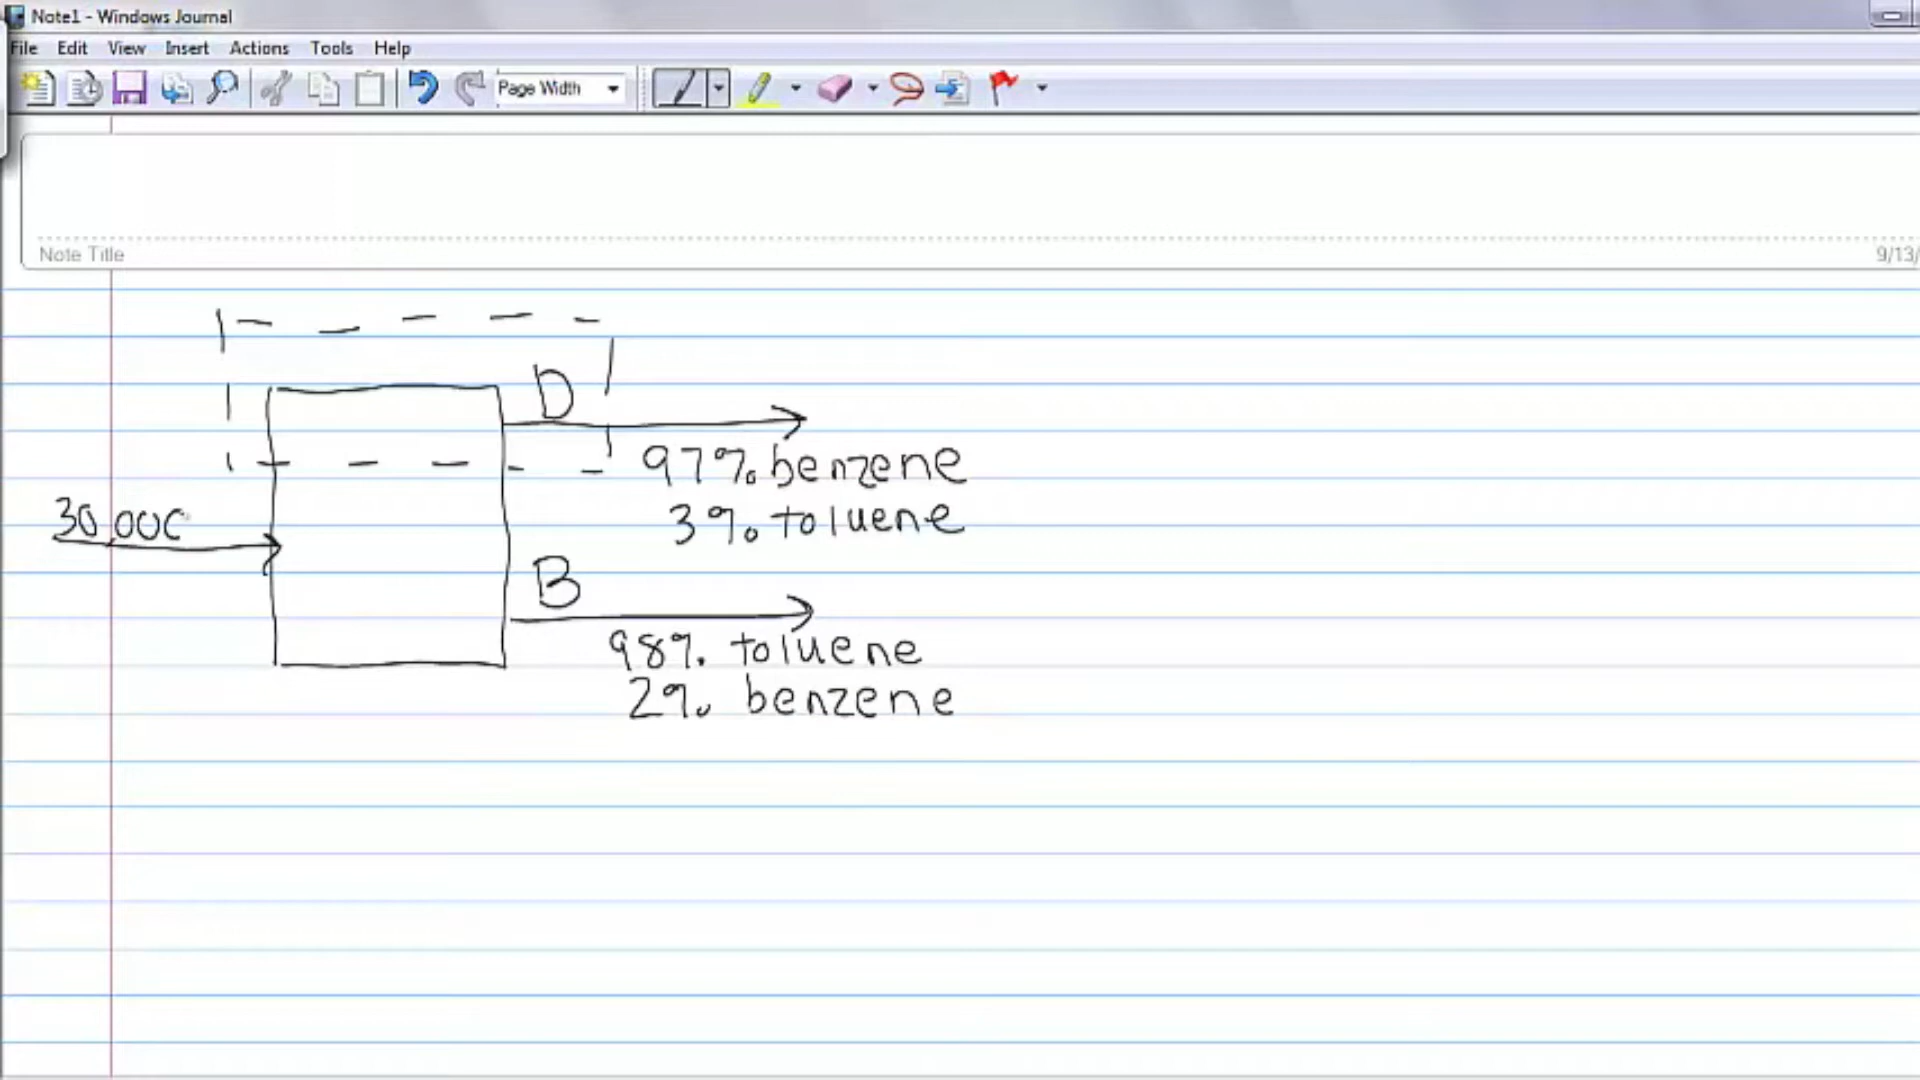 Note1 - Windows Journal
File Edit View Insert Actions Tools Help
Page Width
Note Title
9/13/
D
97% benzene
3% toluene
30,000
B
98% toluene
2% benzene